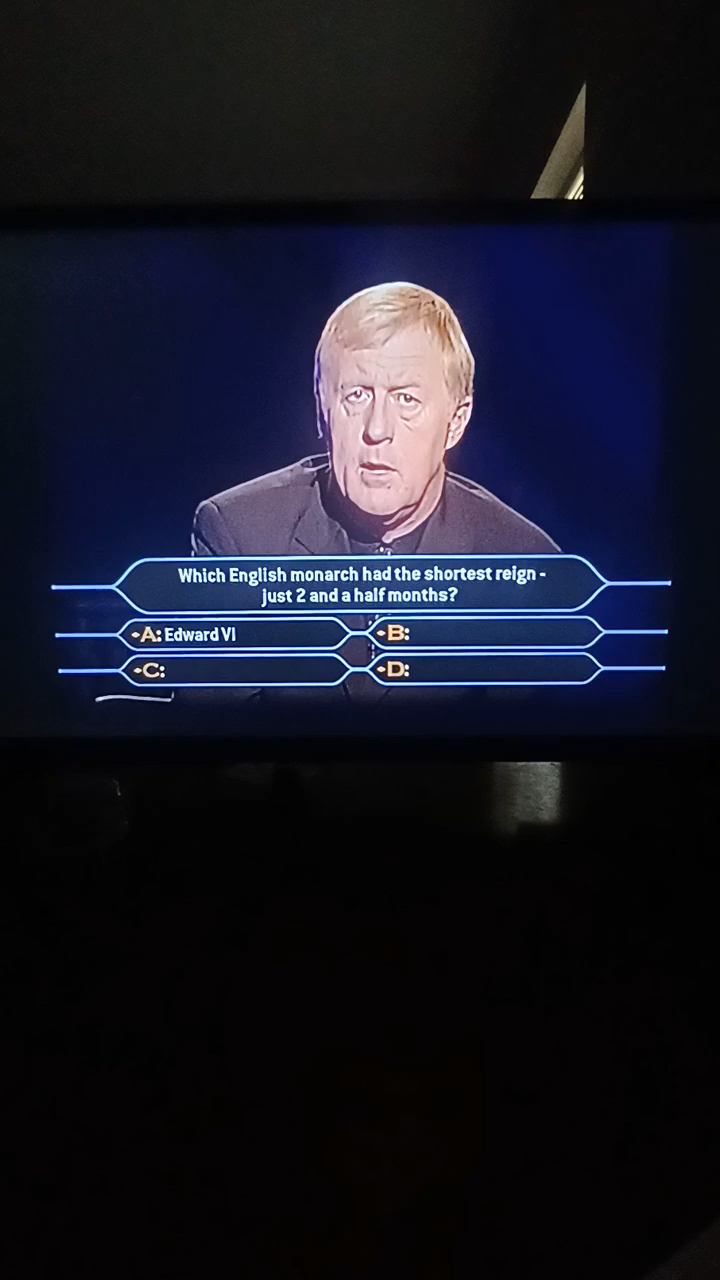 Which English monarch had the shortest reign -
just 2 and a half months?
A: Edward VI
B:
C:
D: